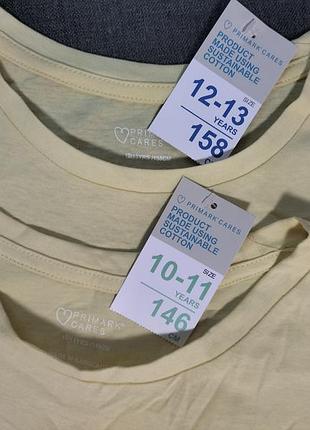 PRIMARK CARES
PRODUCT
MADE USING
SUSTAINABLE
COTTON
SIZE
12-13
YEARS
158
PRIMARK
CARES
PRIMARK CARES
PRODUCT
MADE USING
SUSTAINABLE
COTTON
SIZE
10-11
YEARS
146
CM
PRIMARK
CARES